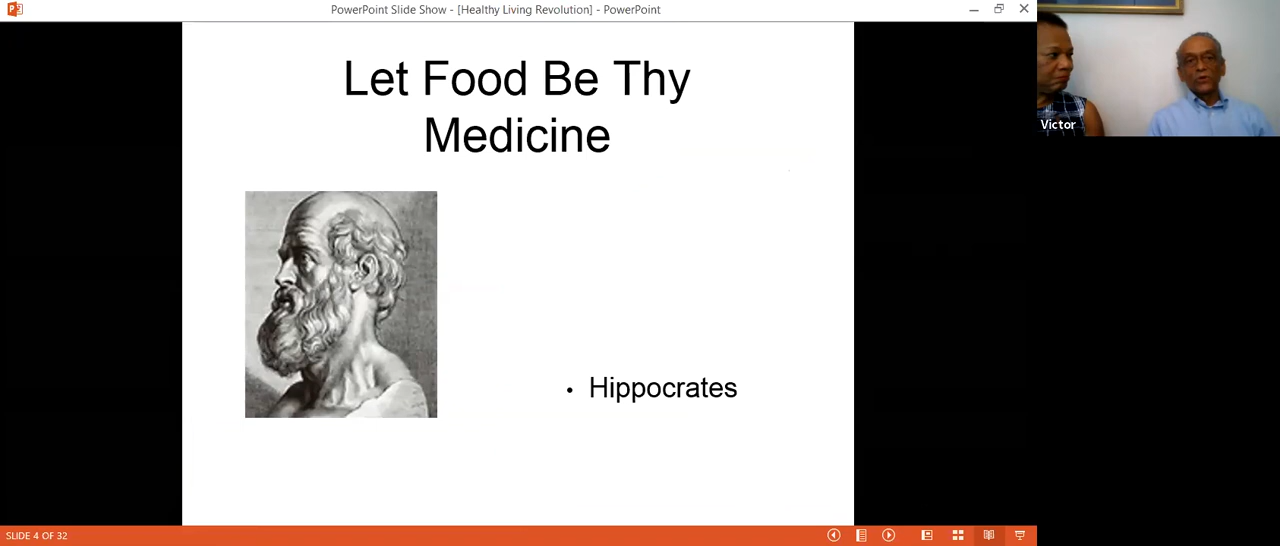 PowerPoint Slide Show - [Healthy Living Revolution] - PowerPoint
Let Food Be Thy
Medicine
• Hippocrates
Victor
SLIDE 4 OF 32